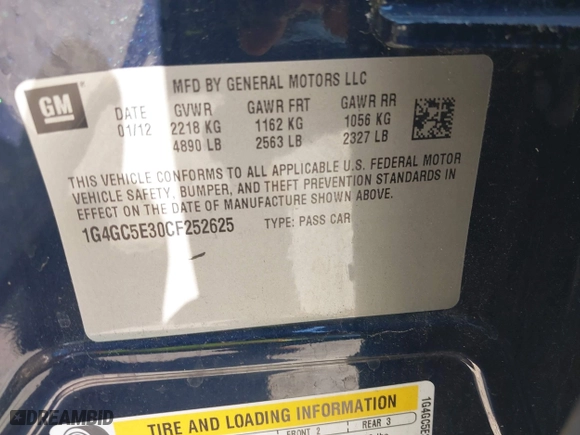 GM
MFD BY GENERAL MOTORS LLC
DATE GVWR GAWR FRT GAWR RR
01/12 2218 KG 1162 KG 1056 KG
4890 LB 2563 LB 2327 LB
THIS VEHICLE CONFORMS TO ALL APPLICABLE U.S. FEDERAL MOTOR
VEHICLE SAFETY, BUMPER, AND THEFT PREVENTION STANDARDS IN
EFFECT ON THE DATE OF MANUFACTURE SHOWN ABOVE.
1G4GC5E30CF252625 TYPE: PASS CAR
TIRE AND LOADING INFORMATION
FRONT 2 REAR 3
1G4GC5E
DREAMBID